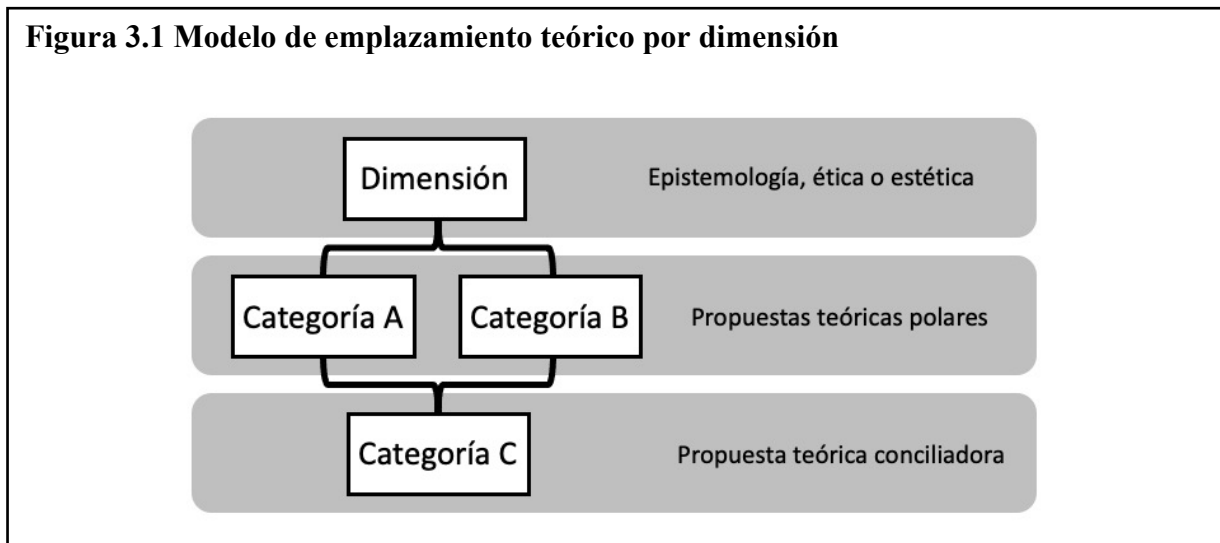 Figura 3.1 Modelo de emplazamiento teórico por dimensión
Dimensión
Epistemología, ética o estética
Categoría A
Categoría B
Propuestas teóricas polares
Categoría C
Propuesta teórica conciliadora